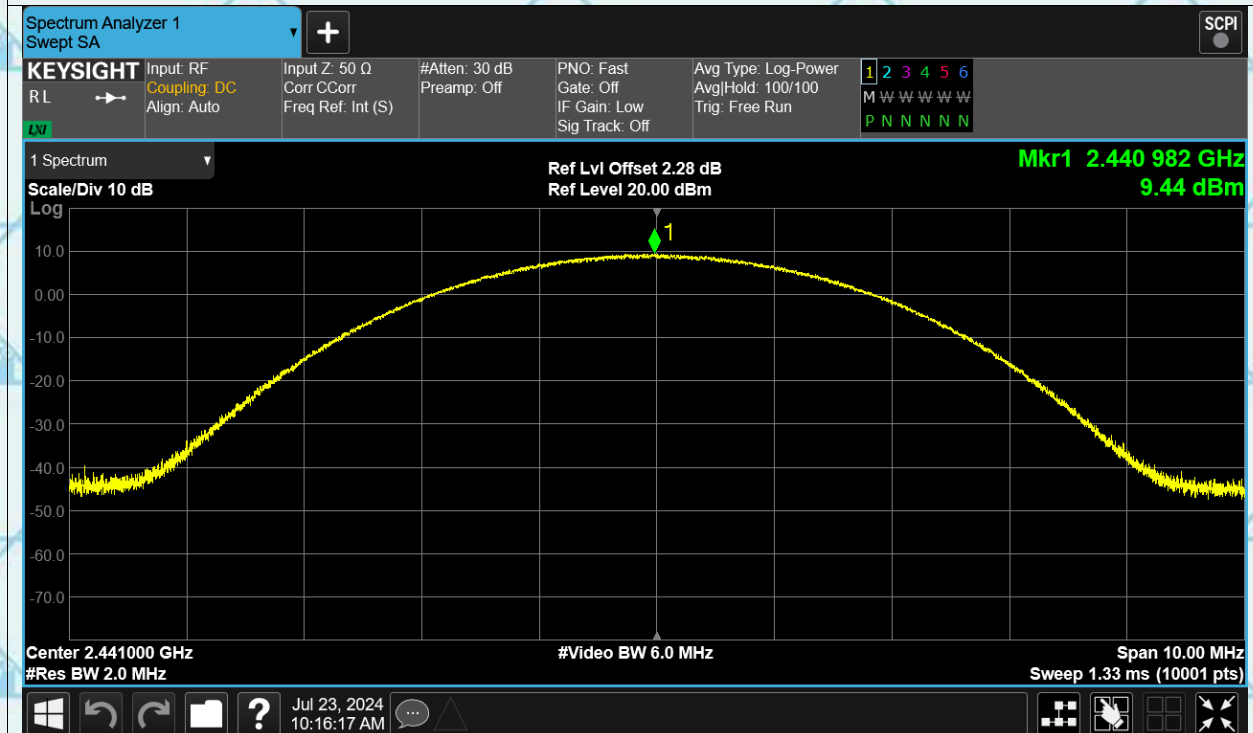 Spectrum Analyzer 1
Swept SA
+
SCPI
KEYSIGHT
RL
LXI
Input: RF
Coupling: DC
Align: Auto
Input Z: 50 Ω
Corr CCorr
Freq Ref: Int (S)
#Atten: 30 dB
Preamp: Off
PNO: Fast
Gate: Off
IF Gain: Low
Sig Track: Off
Avg Type: Log-Power
Avg|Hold: 100/100
Trig: Free Run
1 2 3 4 5 6
M W W W W W
P N N N N N
1 Spectrum
Scale/Div 10 dB
Log
Ref Lvl Offset 2.28 dB
Ref Level 20.00 dBm
Mkr1 2.440 982 GHz
9.44 dBm
1
10.0
0.00
-10.0
-20.0
-30.0
-40.0
-50.0
-60.0
-70.0
Center 2.441000 GHz
#Res BW 2.0 MHz
#Video BW 6.0 MHz
Span 10.00 MHz
Sweep 1.33 ms (10001 pts)
?
Jul 23, 2024
10:16:17 AM